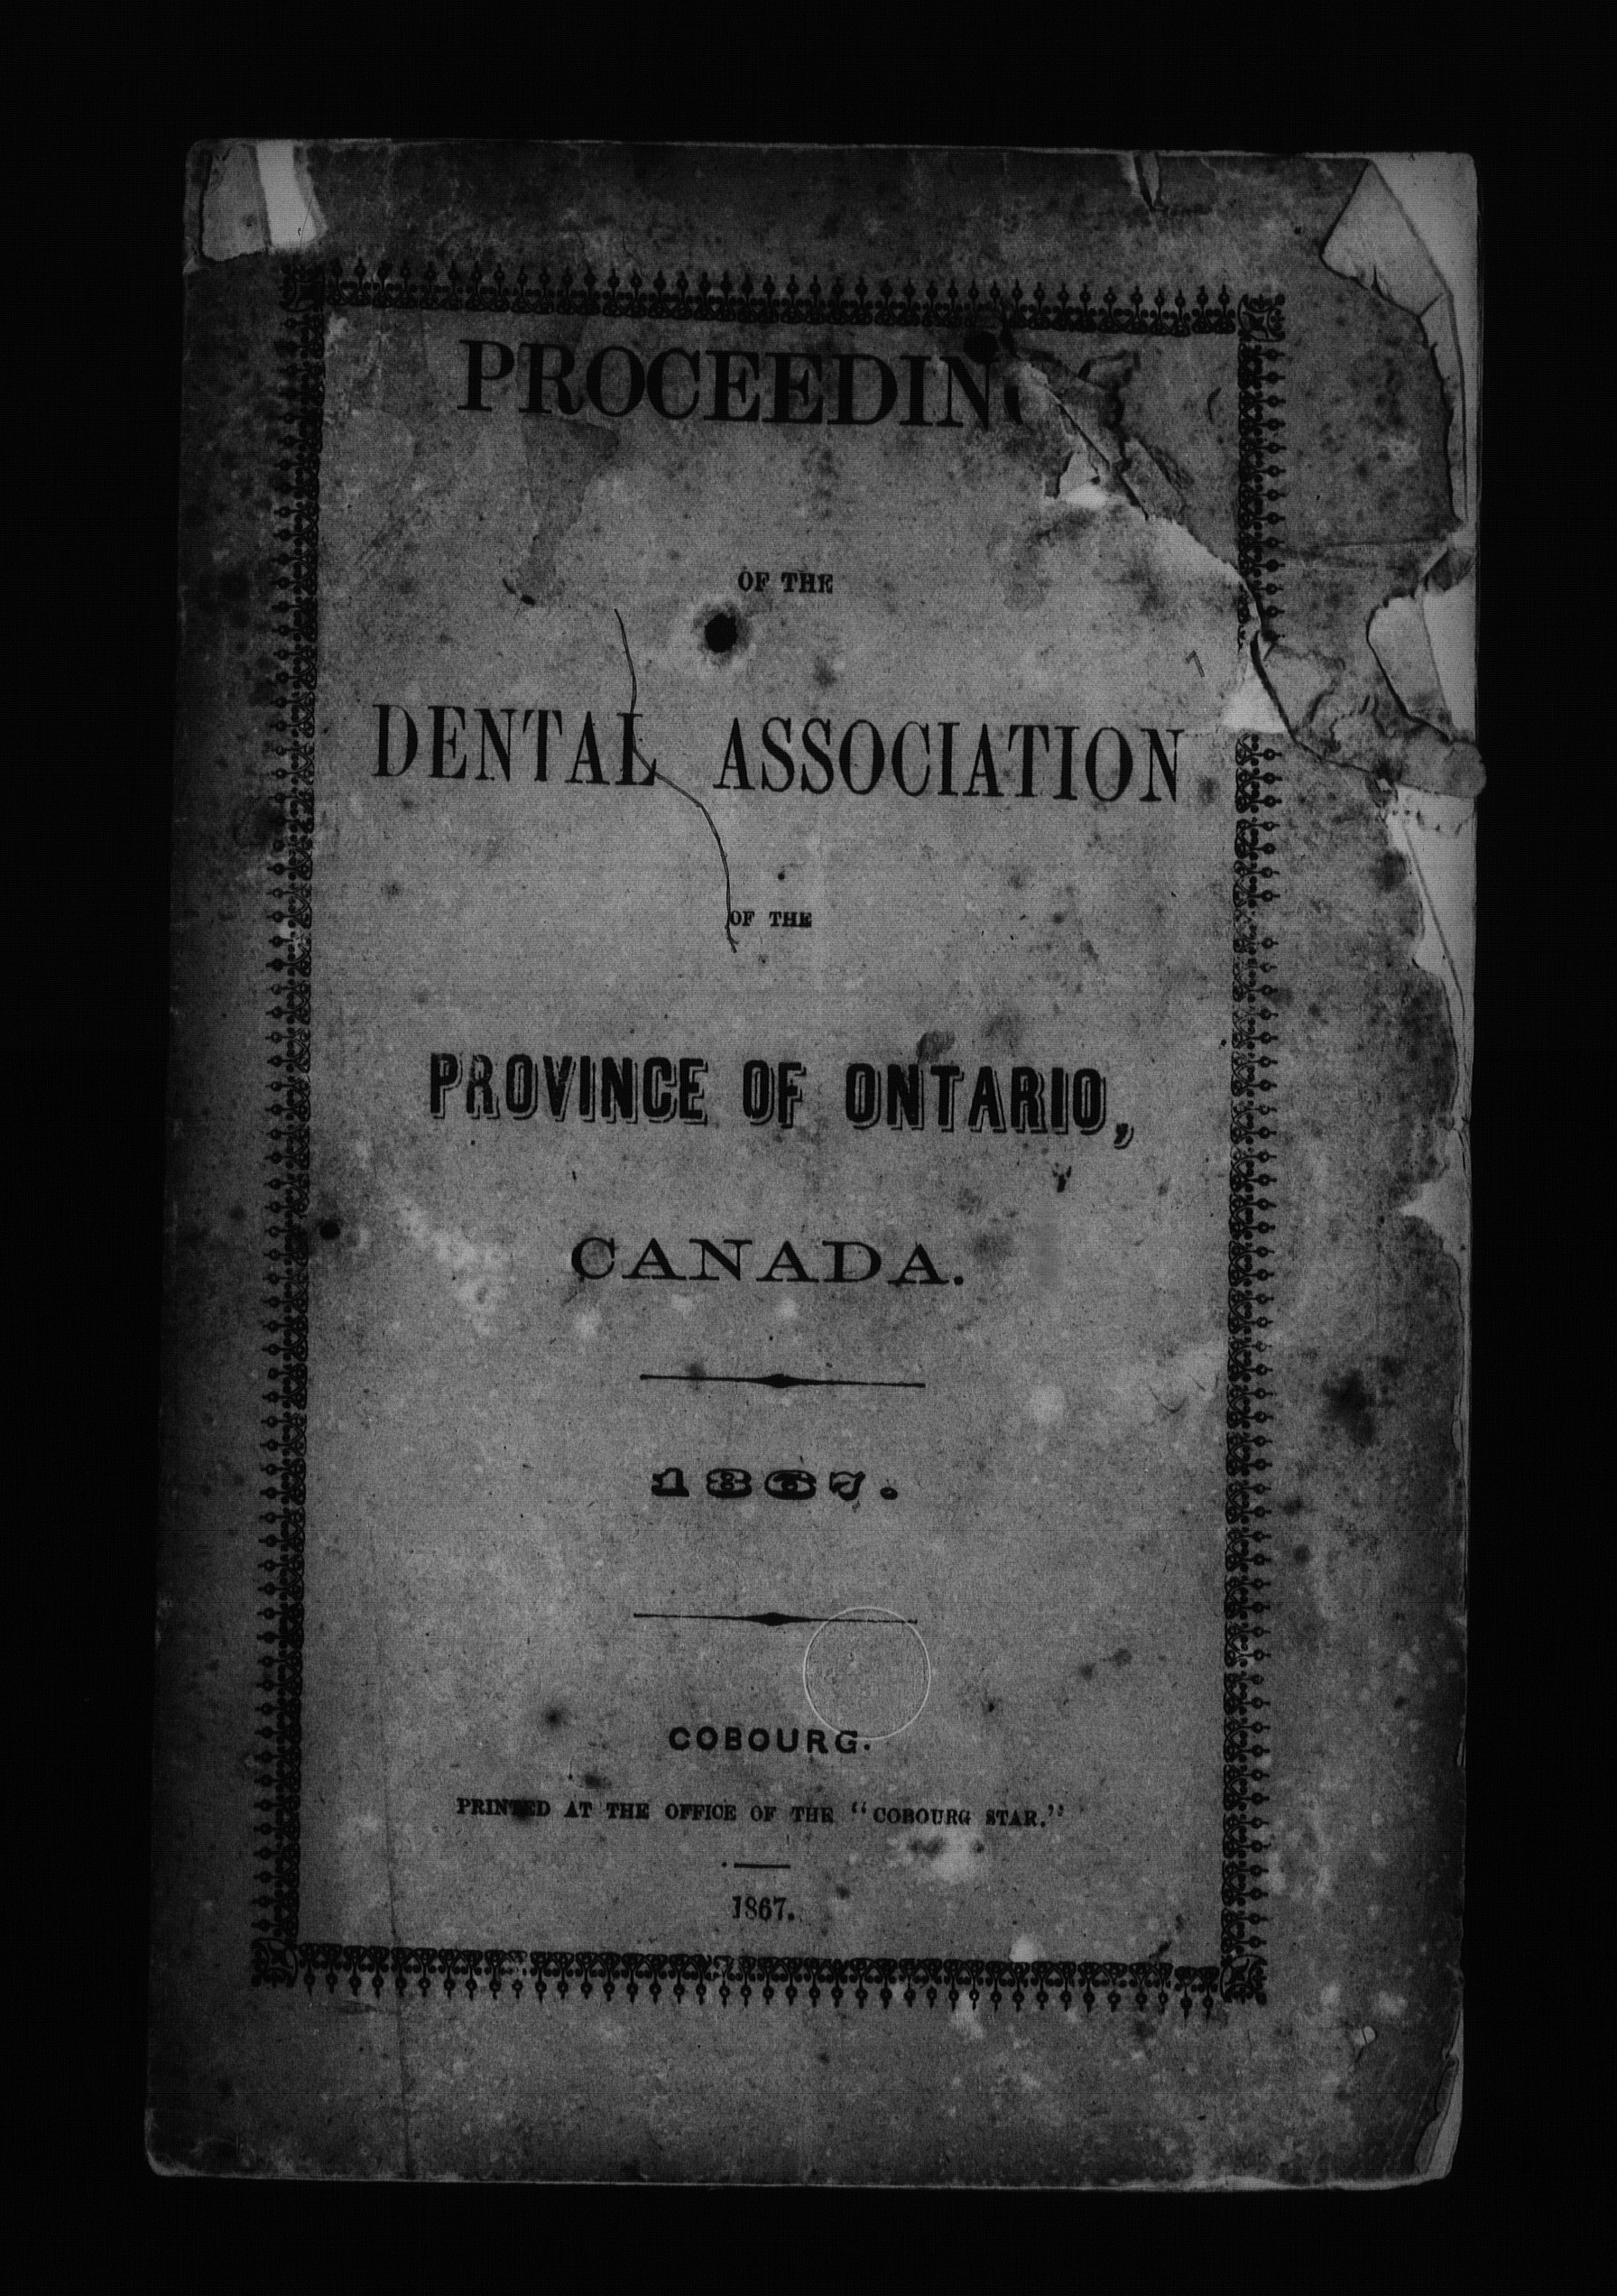 PROCEEDINGS
OF THE
DENTAL ASSOCIATION
OF THE
PROVINCE OF ONTARIO,
CANADA.
1867.
COBOURG.
PRINTED AT THE OFFICE OF THE "COBOURG STAR."
1867.